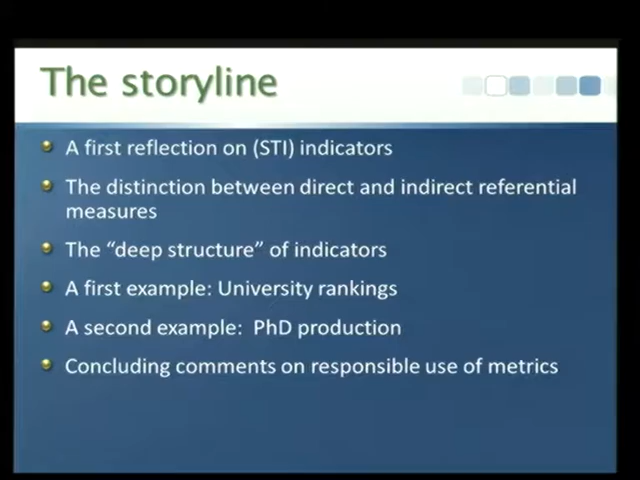 The storyline
A first reflection on (STI) indicators
The distinction between direct and indirect referential
measures
The “deep structure” of indicators
A first example: University rankings
A second example:  PhD production
Concluding comments on responsible use of metrics